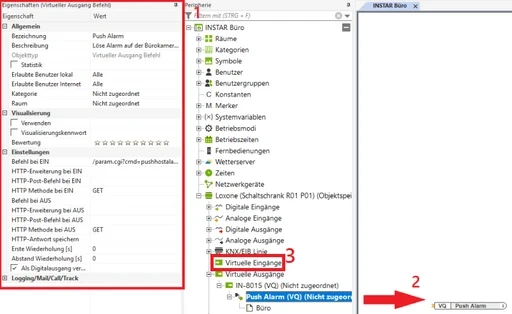 Eigenschaften (Virtueller Ausgang Befehl)
Eigenschaft Wert
Allgemein
Bezeichnung Push Alarm
Beschreibung Löse Alarm auf der Bürokamer...
Objekttyp Virtueller Ausgang Befehl
Statistik
Erlaubte Benutzer lokal Alle
Erlaubte Benutzer Internet Alle
Kategorie Nicht zugeordnet
Raum Nicht zugeordnet
Visualisierung
Verwenden
Visualisierungskennwort
Bewertung
Einstellungen
Befehl bei EIN /param.cgi?cmd=pushhostala...
HTTP-Erweiterung bei EIN
HTTP-Post-Befehl bei EIN
HTTP Methode bei EIN GET
Befehl bei AUS
HTTP-Erweiterung bei AUS
HTTP-Post-Befehl bei AUS
HTTP Methode bei AUS GET
HTTP-Antwort speichern
Erste Wiederholung [s] 0
Abstand Wiederholung [s] 0
Als Digitalausgang ver...
Logging/Mail/Call/Track
Peripherie
1
Filtern mit (STRG + F)
INSTAR Büro
Räume
Kategorien
Symbole
Benutzer
Benutzergruppen
Konstanten
Merker
Systemvariablen
Betriebsmodi
Betriebszeiten
Fernbedienungen
Wetterserver
Zeiten
Netzwerkgeräte
Loxone (Schaltschrank R01 P01) (Objektspei
Digitale Eingänge
Analoge Eingänge
Digitale Ausgänge
Analoge Ausgänge
KNX/EIB Linie
3
Virtuelle Eingänge
Virtuelle Ausgänge
IN-8015 (VQ) (Nicht zugeordnet)
Push Alarm (VQ) (Nicht zugeor
Büro
INSTAR Büro
2
VQ Push Alarm